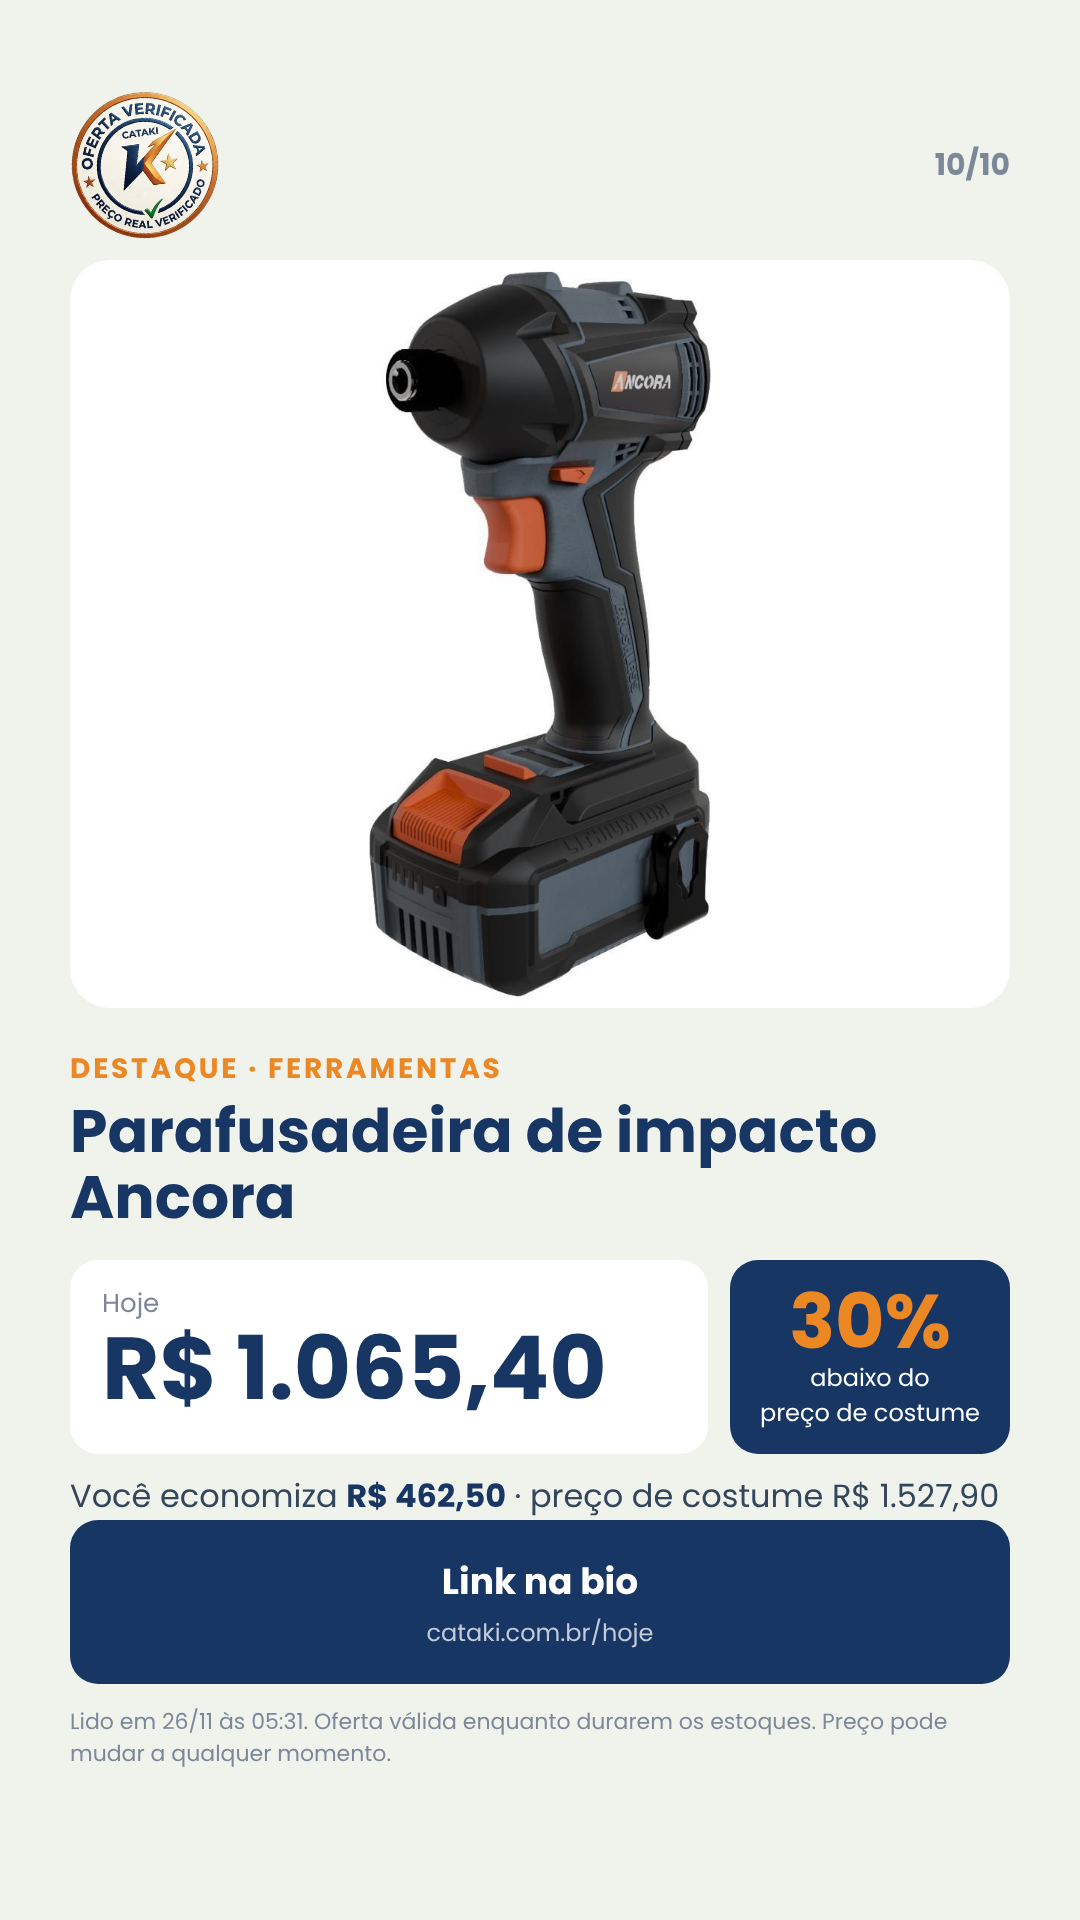 OFERTA VERIFICADA
CATAKI
PREÇO REAL VERIFICADO
10/10
ANCORA
BRUSHLESS
LITHIUM ION
DESTAQUE · FERRAMENTAS
Parafusadeira de impacto
Ancora
Hoje
R$ 1.065,40
30%
abaixo do
preço de costume
Você economiza R$ 462,50 · preço de costume R$ 1.527,90
Link na bio
cataki.com.br/hoje
Lido em 26/11 às 05:31. Oferta válida enquanto durarem os estoques. Preço pode
mudar a qualquer momento.